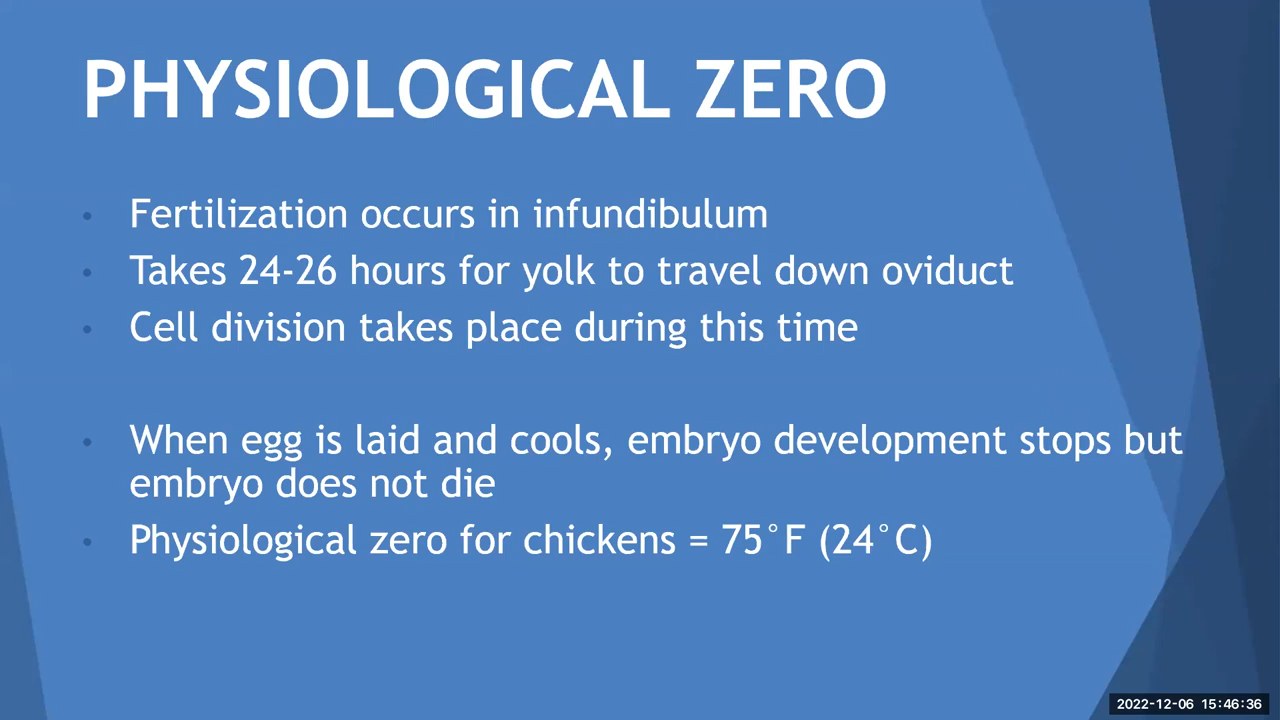 PHYSIOLOGICAL ZERO
• Fertilization occurs in infundibulum
• Takes 24-26 hours for yolk to travel down oviduct
• Cell division takes place during this time
• When egg is laid and cools, embryo development stops but
embryo does not die
• Physiological zero for chickens = 75°F (24°C)
2022-12-06 15:46:36